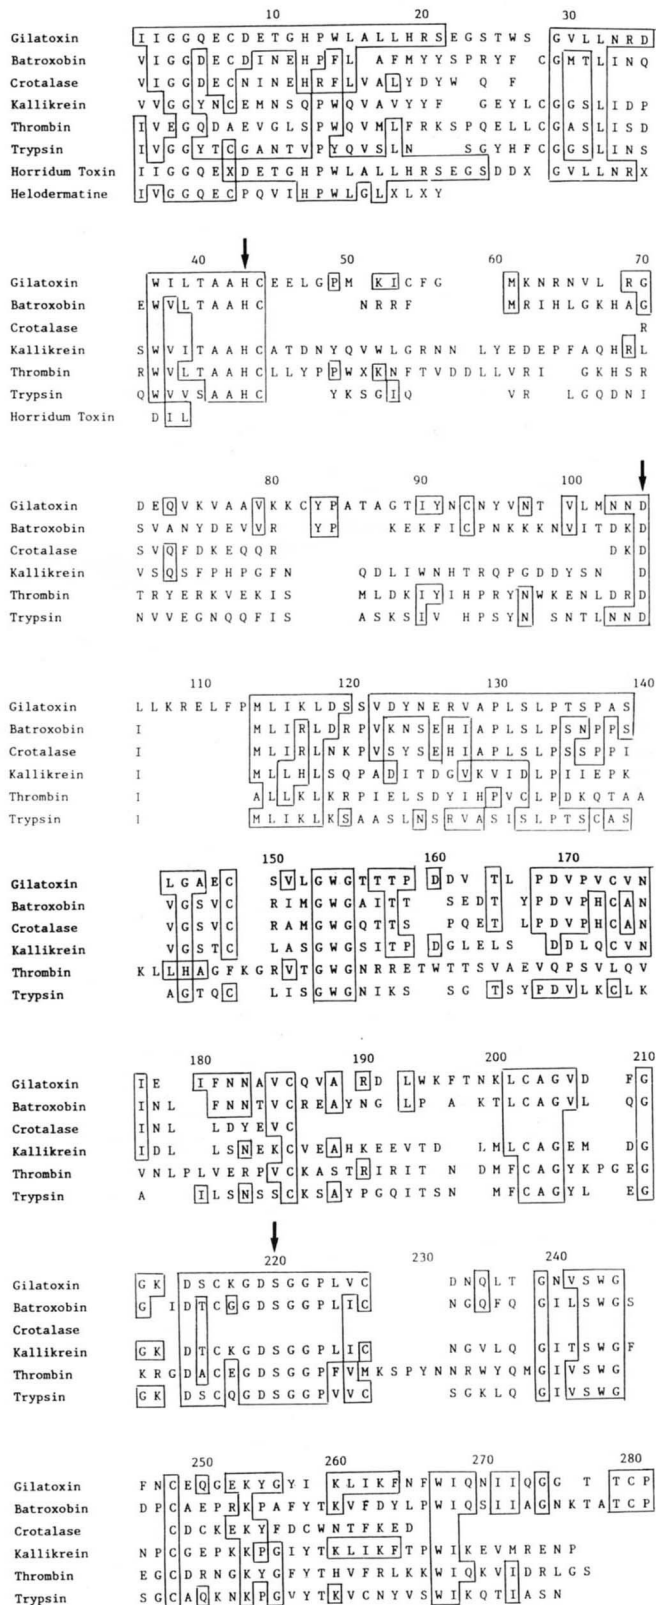 10 20 30
Gilatoxin I I G G Q E C D E T G H P W L A L L H R S E G S T W S G V L L N R D
Batroxobin V I G G D E C D I N E H P F L A F M Y Y S P R Y F C G M T L I N Q
Crotalase V I G G D E C N I N E H R F L V A L Y D Y W Q F
Kallikrein V V G G Y N C E M N S Q P W Q V A V Y Y F G E Y L C G G S L I D P
Thrombin I V E G Q D A E V G L S P W Q V M L F R K S P Q E L L C G A S L I S D
Trypsin I V G G Y T C G A N T V P Y Q V S L N S G Y H F C G G S L I N S
Horridum Toxin I I G G Q E X D E T G H P W L A L L H R S E G S D D X G V L L N R X
Helodermatine I V G G Q E C P Q V I H P W L G L X L X Y
40 50 60 70
Gilatoxin W I L T A A H C E E L G P M K I C F G M K N R N V L R G
Batroxobin E W V L T A A H C N R R F M R I H L G K H A G
Crotalase R
Kallikrein S W V I T A A H C A T D N Y Q V W L G R N N L Y E D E P F A Q H R L
Thrombin R W V L T A A H C L L Y P P W X K N F T V D D L L V R I G K H S R
Trypsin Q W V V S A A H C Y K S G I Q V R L G Q D N I
Horridum Toxin D I L
80 90 100
Gilatoxin D E Q V K V A A V K K C Y P A T A G T I Y N C N Y V N T V L M N N D
Batroxobin S V A N Y D E V V R Y P K E K F I C P N K K K N V I T D K D
Crotalase S V Q F D K E Q Q R D K D
Kallikrein V S Q S F P H P G F N Q D L I W N H T R Q P G D D Y S N D
Thrombin T R Y E R K V E K I S M L D K I Y I H P R Y N W K E N L D R D
Trypsin N V V E G N Q Q F I S A S K S I V H P S Y N S N T L N N D
110 120 130 140
Gilatoxin L L K R E L F P M L I K L D S S V D Y N E R V A P L S L P T S P A S
Batroxobin I M L I R L D R P V K N S E H I A P L S L P S N P P S
Crotalase I M L I R L N K P V S Y S E H I A P L S L P S S P P I
Kallikrein I M L L H L S Q P A D I T D G V K V I D L P I I E P K
Thrombin I A L L K L K R P I E L S D Y I H P V C L P D K Q T A A
Trypsin I M L I K L K S A A S L N S R V A S I S L P T S C A S
150 160 170
Gilatoxin L G A E C S V L G W G T T T P D D V T L P D V P V C V N
Batroxobin V G S V C R I M G W G A I T T S E D T Y P D V P H C A N
Crotalase V G S V C R A M G W G Q T T S P Q E T L P D V P H C A N
Kallikrein V G S T C L A S G W G S I T P D G L E L S D D L Q C V N
Thrombin K L L H A G F K G R V T G W G N R R E T W T T S V A E V Q P S V L Q V
Trypsin A G T Q C L I S G W G N I K S S G T S Y P D V L K C L K
180 190 200 210
Gilatoxin I E I F N N A V C Q V A R D L W K F T N K L C A G V D F G
Batroxobin I N L F N N T V C R E A Y N G L P A K T L C A G V L Q G
Crotalase I N L L D Y E V C
Kallikrein I D L L S N E K C V E A H K E E V T D L M L C A G E M D G
Thrombin V N L P L V E R P V C K A S T R I R I T N D M F C A G Y K P G E G
Trypsin A I L S N S S C K S A Y P G Q I T S N M F C A G Y L E G
220 230 240
Gilatoxin G K D S C K G D S G G P L V C D N Q L T G N V S W G
Batroxobin G I D T C G G D S G G P L I C N G Q F Q G I L S W G S
Crotalase
Kallikrein G K D T C K G D S G G P L I C N G V L Q G I T S W G F
Thrombin K R G D A C E G D S G G P F V M K S P Y N N R W Y Q M G I V S W G
Trypsin G K D S C Q G D S G G P V V C S G K L Q G I V S W G
250 260 270 280
Gilatoxin F N C E Q G E K Y G Y I K L I K F N F W I Q N I I Q G G T T C P
Batroxobin D P C A E P R K P A F Y T K V F D Y L P W I Q S I I A G N K T A T C P
Crotalase C D C K E K Y F D C W N T F K E D
Kallikrein N P C G E P K K P G I Y T K L I K F T P W I K E V M R E N P
Thrombin E G C D R N G K Y G F Y T H V F R L K K W I Q K V I D R L G S
Trypsin S G C A Q K N K P G V Y T K V C N Y V S W I K Q T I A S N